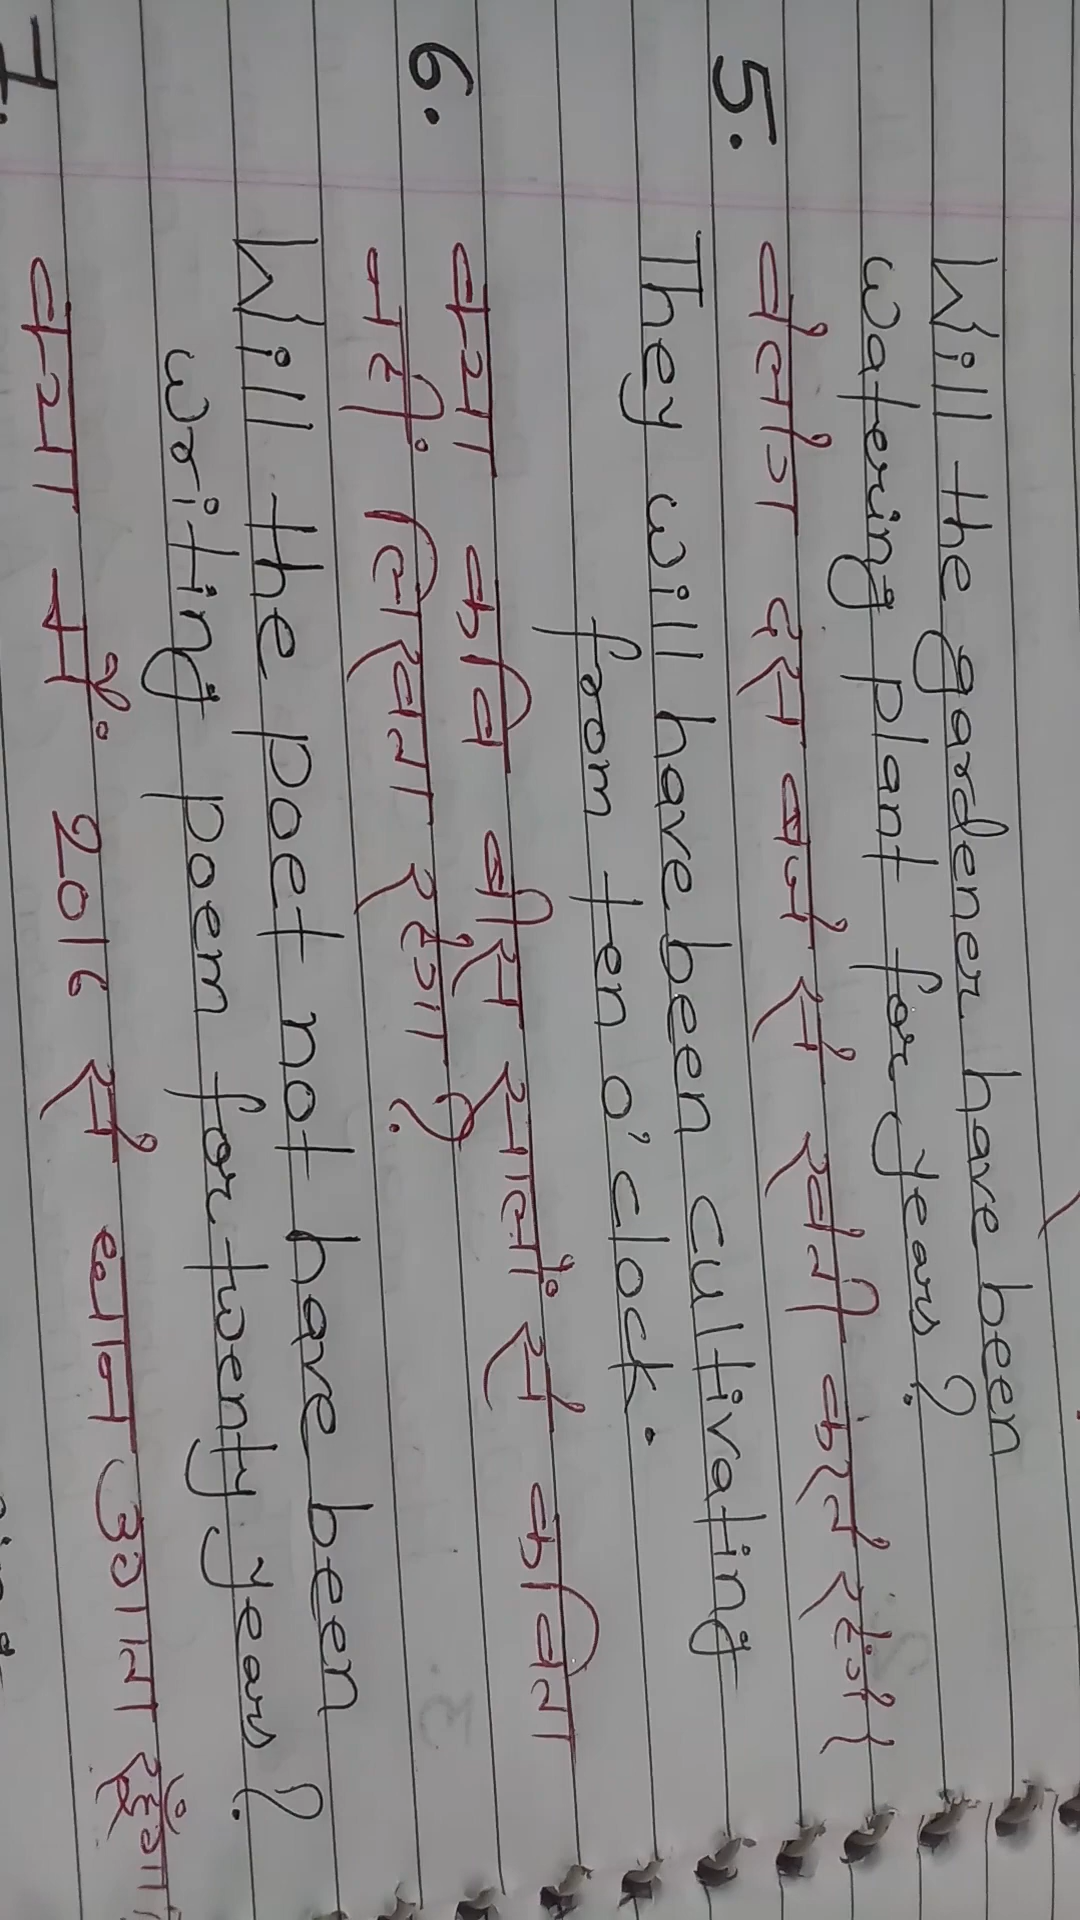 Will the gardener have been
watering plant for years?
5. वेलोग दस बजे से खेती करते रहेंगे।
They will have been cultivating
from ten o'clock.
6. क्या कवि बीस सालों से कविता
नहीं लिखता रहेगा?
Will the poet not have been
writing poem for twenty years?
7. क्या मैं 2016 से धान उगाता रहूँगा